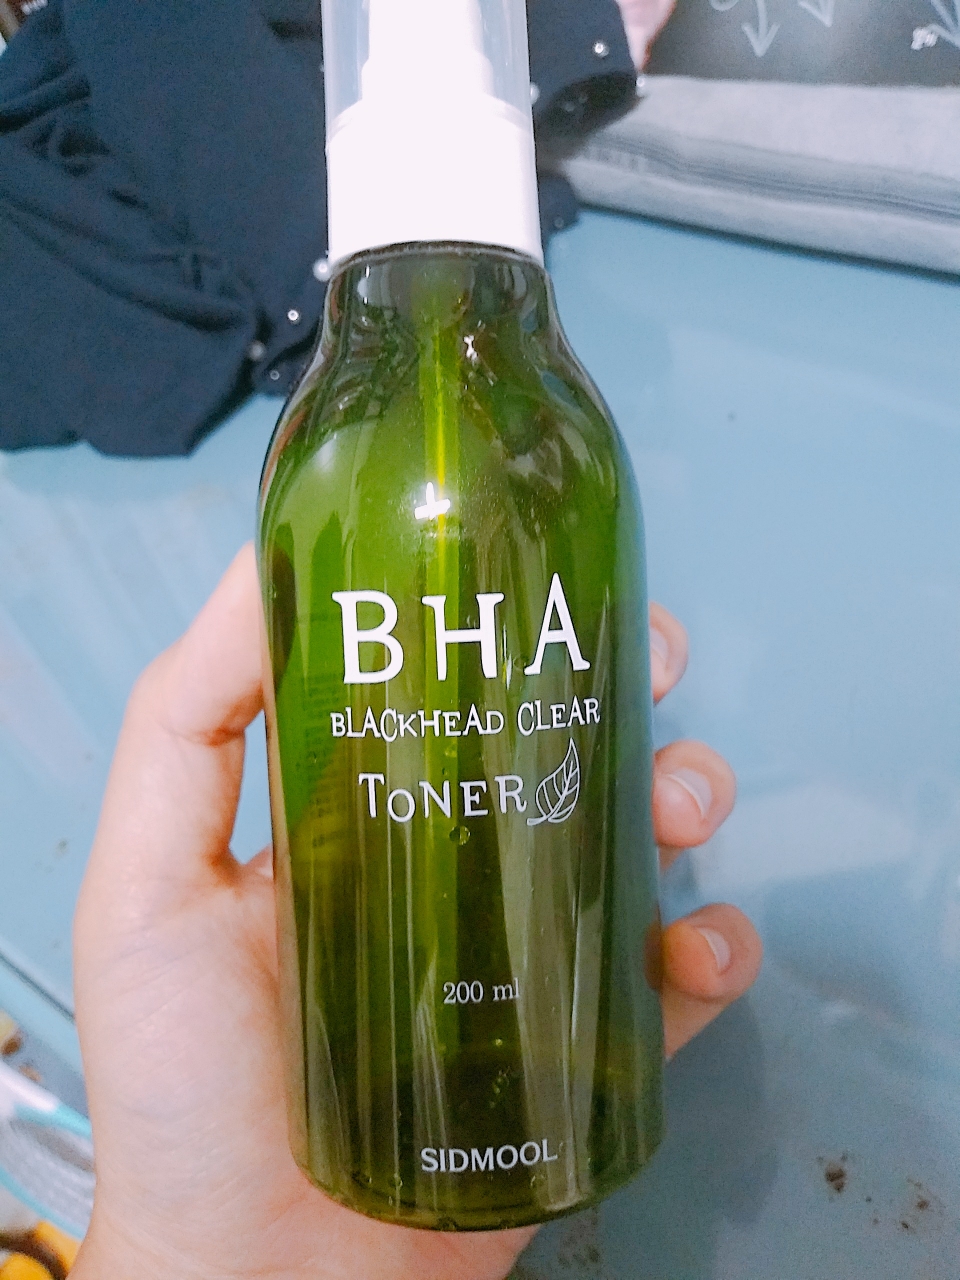 BHA
BLACKHEAD CLEAR
TONER
200 ml
SIDMOOL